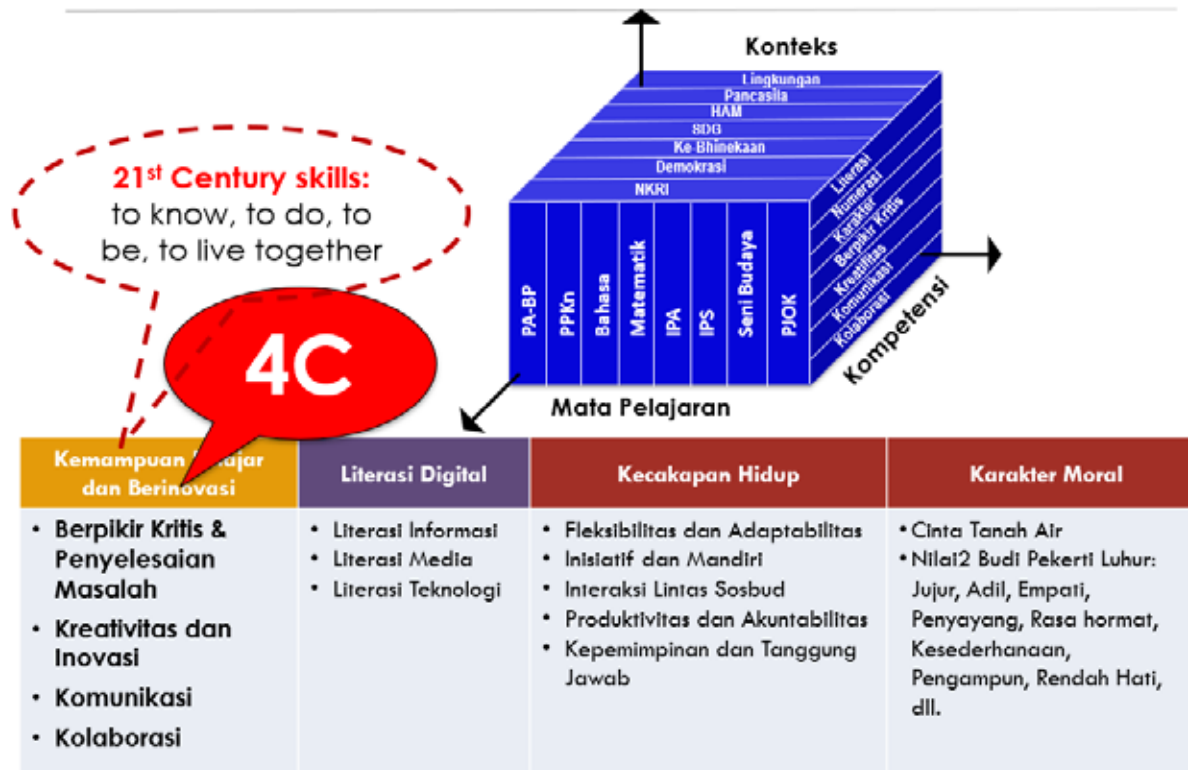 Konteks
Lingkungan
Pancasila
HAM
SDG
Ke-Bhinekaan
Demokrasi
NKRI
Literasi
Numerasi
Karakter
Berpikir Kritis
Kreatifitas
Komunikasi
Kolaborasi
Kompetensi
PA-BP
PPKn
Bahasa
Matematik
IPA
IPS
Seni Budaya
PJOK
Mata Pelajaran
21st Century skills:
to know, to do, to
be, to live together
4C
Kemampuan
dan Berinovasi
Berpikir Kritis &
Penyelesaian
Masalah
Kreativitas dan
Inovasi
Komunikasi
Kolaborasi
Literasi Digital
Literasi Informasi
Literasi Media
Literasi Teknologi
Kecakapan Hidup
Fleksibilitas dan Adaptabilitas
Inisiatif dan Mandiri
Interaksi Lintas Sosbud
Produktivitas dan Akuntabilitas
Kepemimpinan dan Tanggung
Jawab
Karakter Moral
Cinta Tanah Air
Nilai2 Budi Pekerti Luhur:
Jujur, Adil, Empati,
Penyayang, Rasa hormat,
Kesederhanaan,
Pengampun, Rendah Hati,
dll.